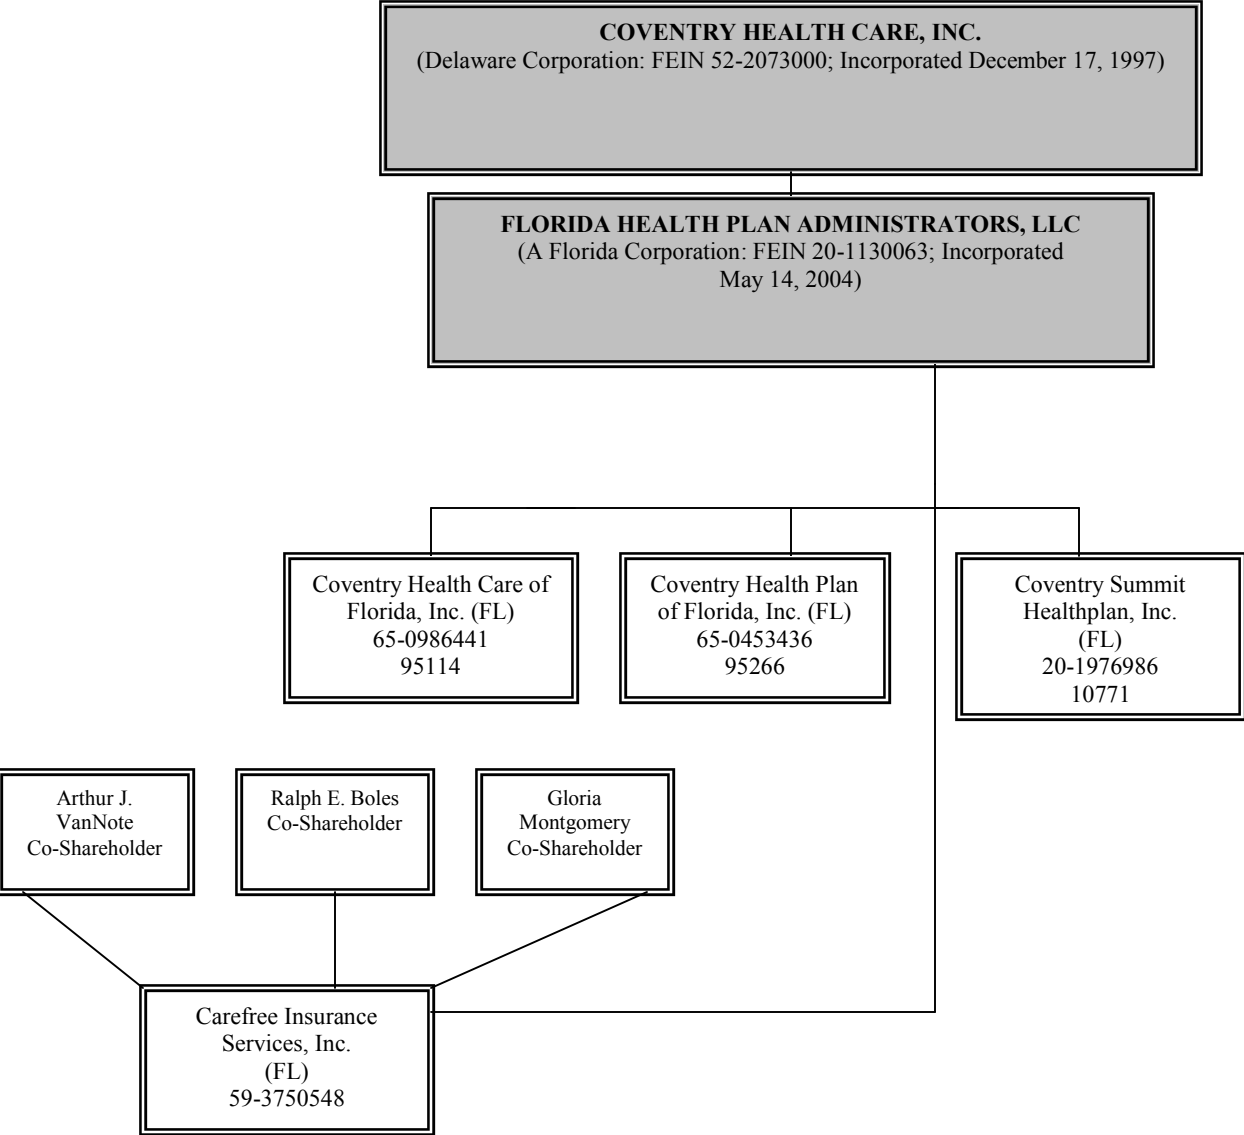 COVENTRY HEALTH CARE, INC.
(Delaware Corporation: FEIN 52-2073000; Incorporated December 17, 1997)
FLORIDA HEALTH PLAN ADMINISTRATORS, LLC
(A Florida Corporation: FEIN 20-1130063; Incorporated
May 14, 2004)
Coventry Health Care of
Florida, Inc. (FL)
65-0986441
95114
Coventry Health Plan
of Florida, Inc. (FL)
65-0453436
95266
Coventry Summit
Healthplan, Inc.
(FL)
20-1976986
10771
Arthur J.
VanNote
Co-Shareholder
Ralph E. Boles
Co-Shareholder
Gloria
Montgomery
Co-Shareholder
Carefree Insurance
Services, Inc.
(FL)
59-3750548